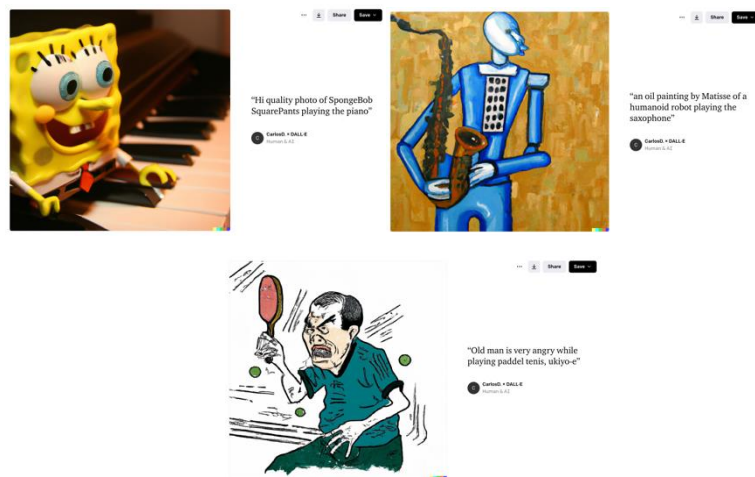 Share
Save
“Hi quality photo of SpongeBob
SquarePants playing the piano”
C
CarlosD. × DALL·E
Human & AI
Share
Save
“an oil painting by Matisse of a
humanoid robot playing the
saxophone”
C
CarlosD. × DALL·E
Human & AI
Share
Save
“Old man is very angry while
playing paddel tenis, ukiyo-e”
C
CarlosD. × DALL·E
Human & AI